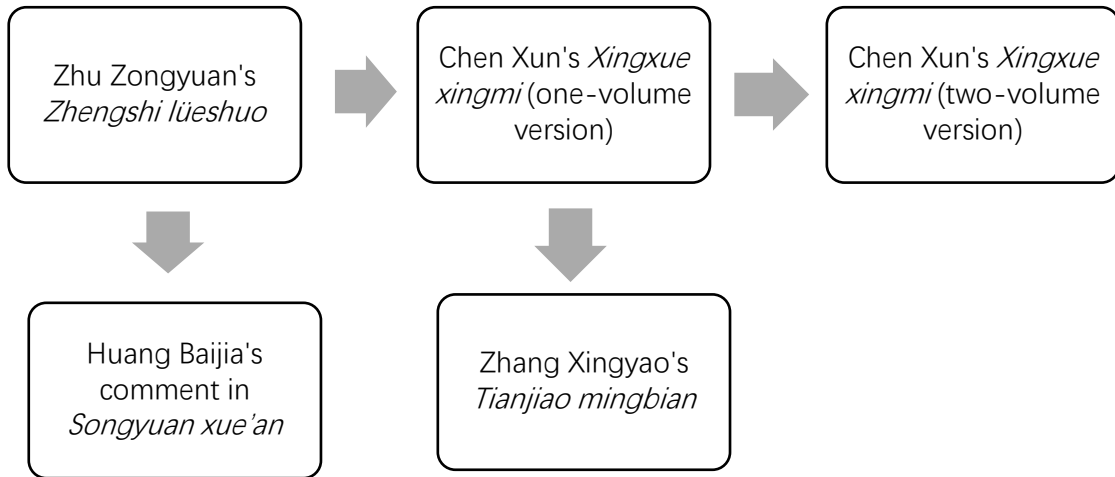 Zhu Zongyuan's
Zhengshi lüeshuo
Chen Xun's Xingxue
xingmi (one-volume
version)
Chen Xun's Xingxue
xingmi (two-volume
version)
Huang Baijia's
comment in
Songyuan xue’an
Zhang Xingyao's
Tianjiao mingbian